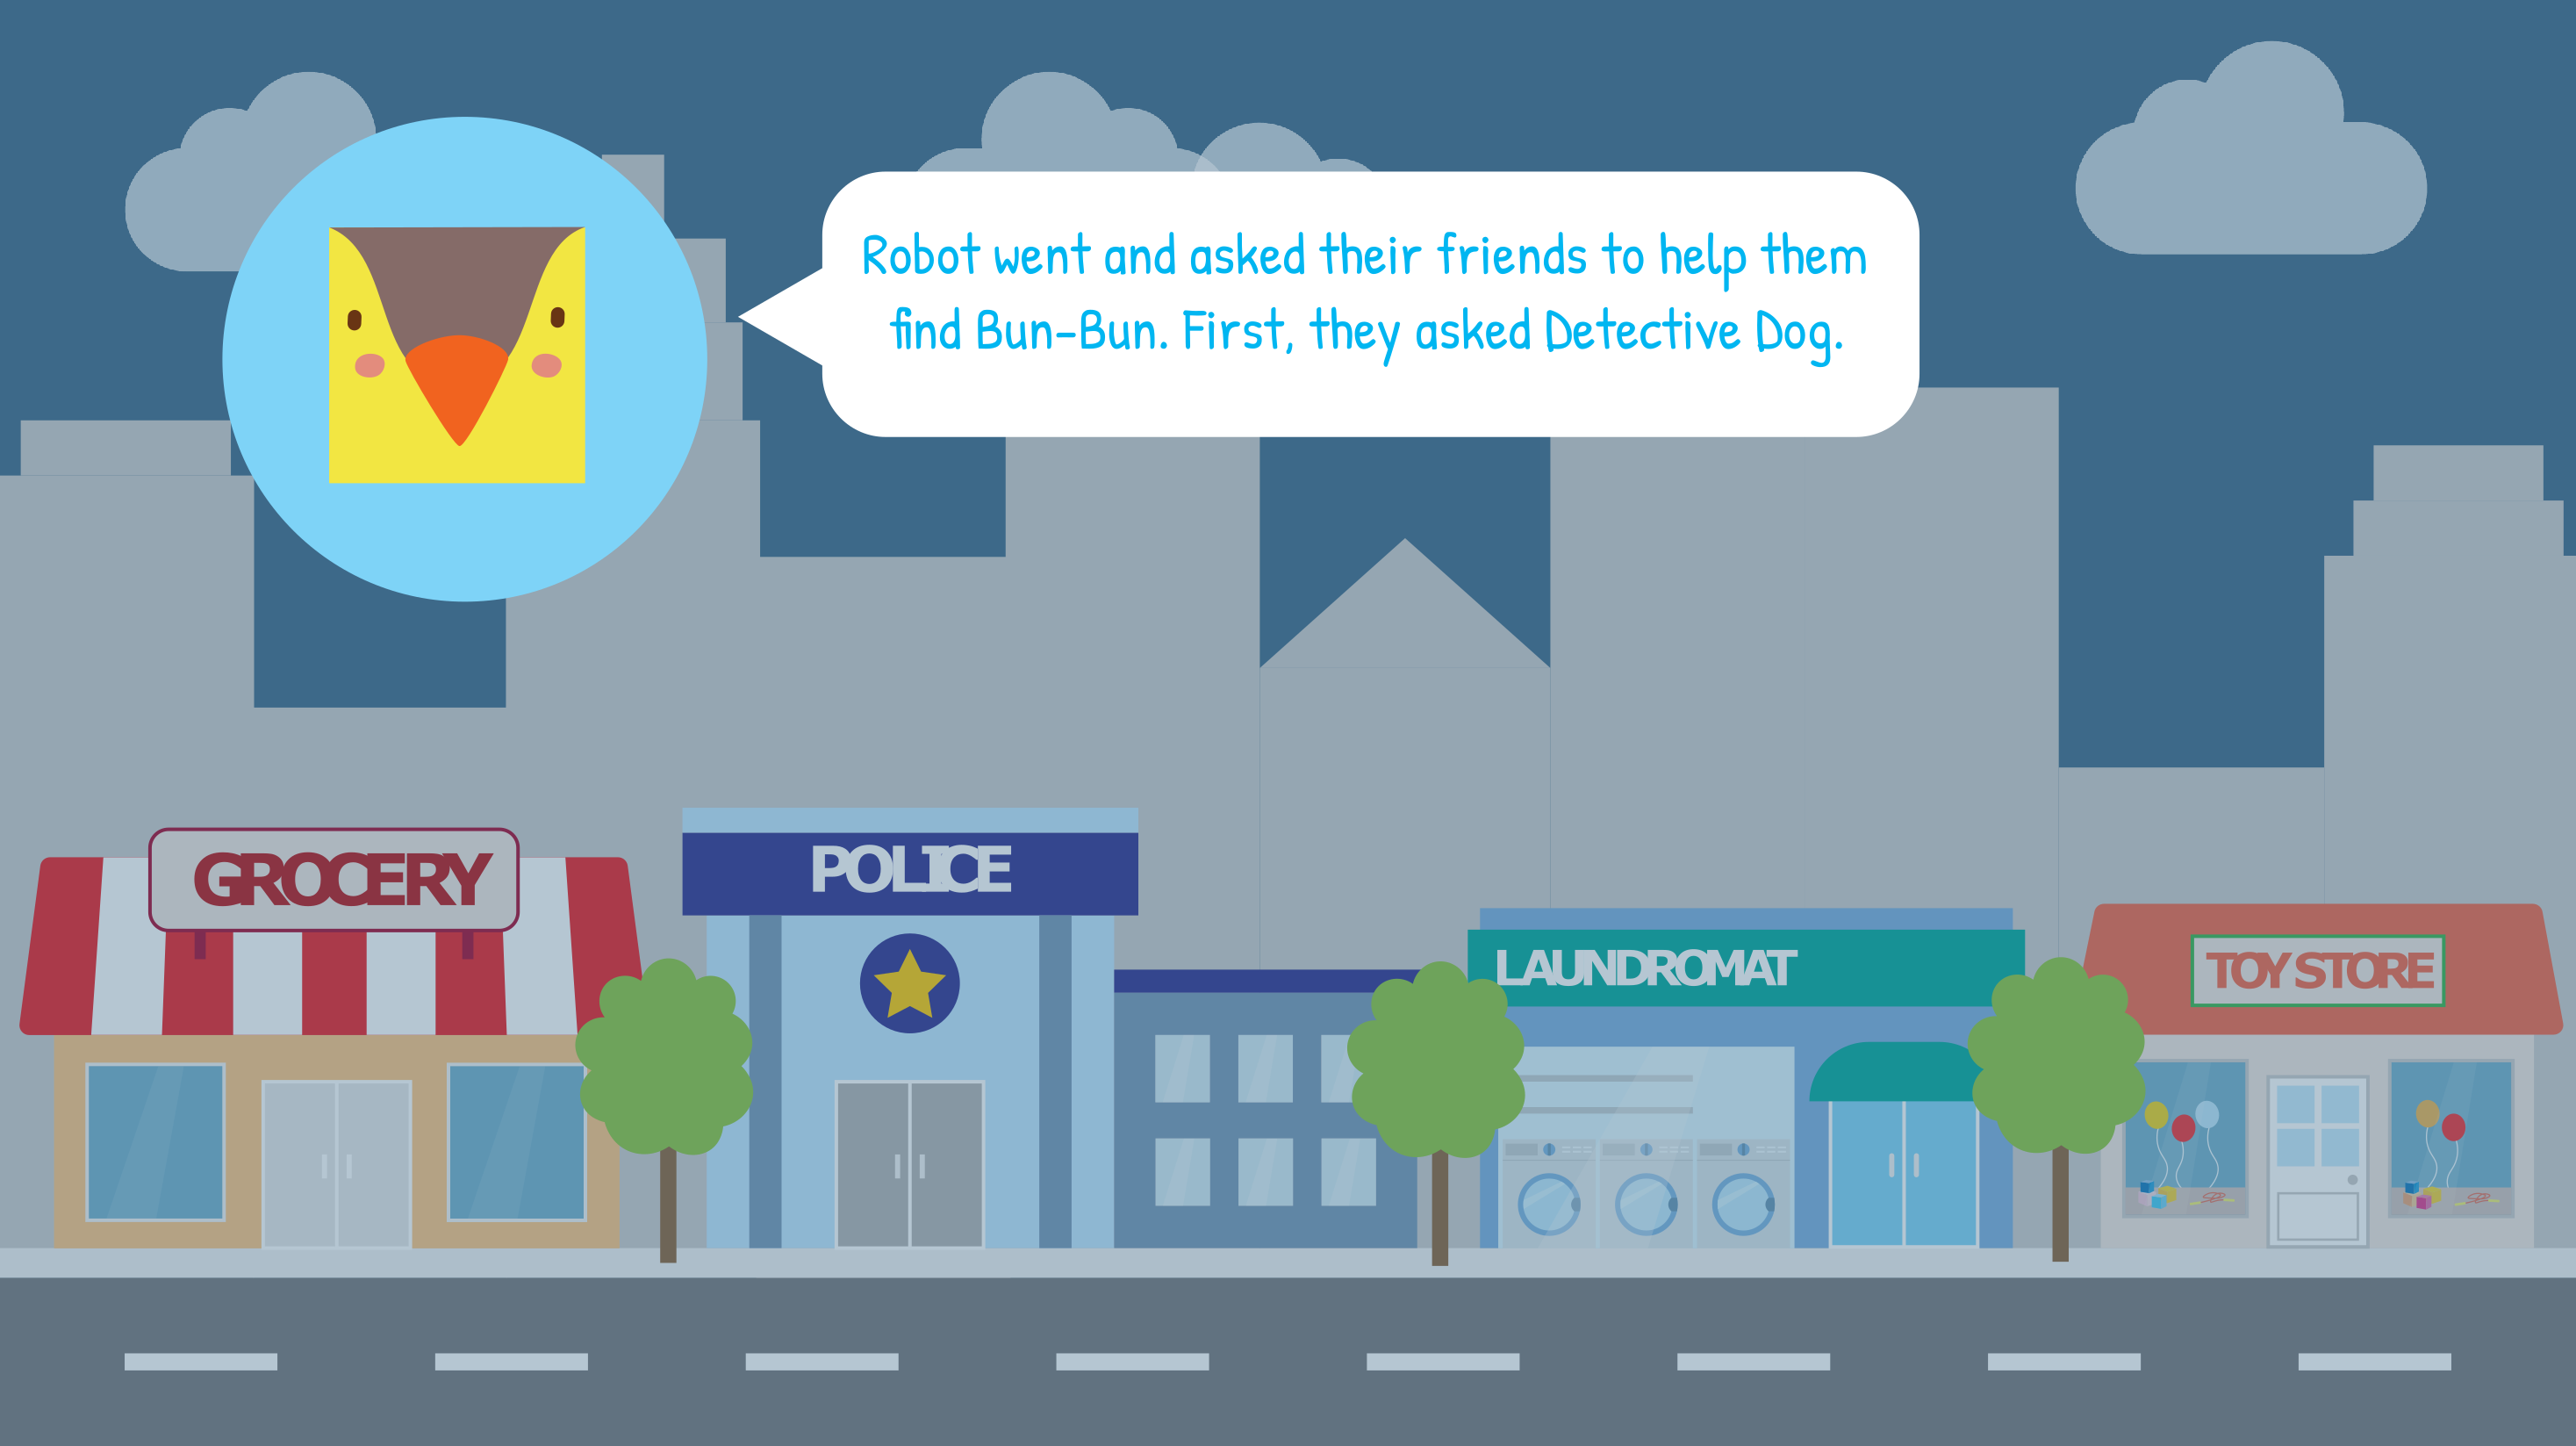 Robot went and asked their friends to help them
find Bun-Bun. First, they asked Detective Dog.
GROCERY
POLICE
LAUNDROMAT
TOY STORE